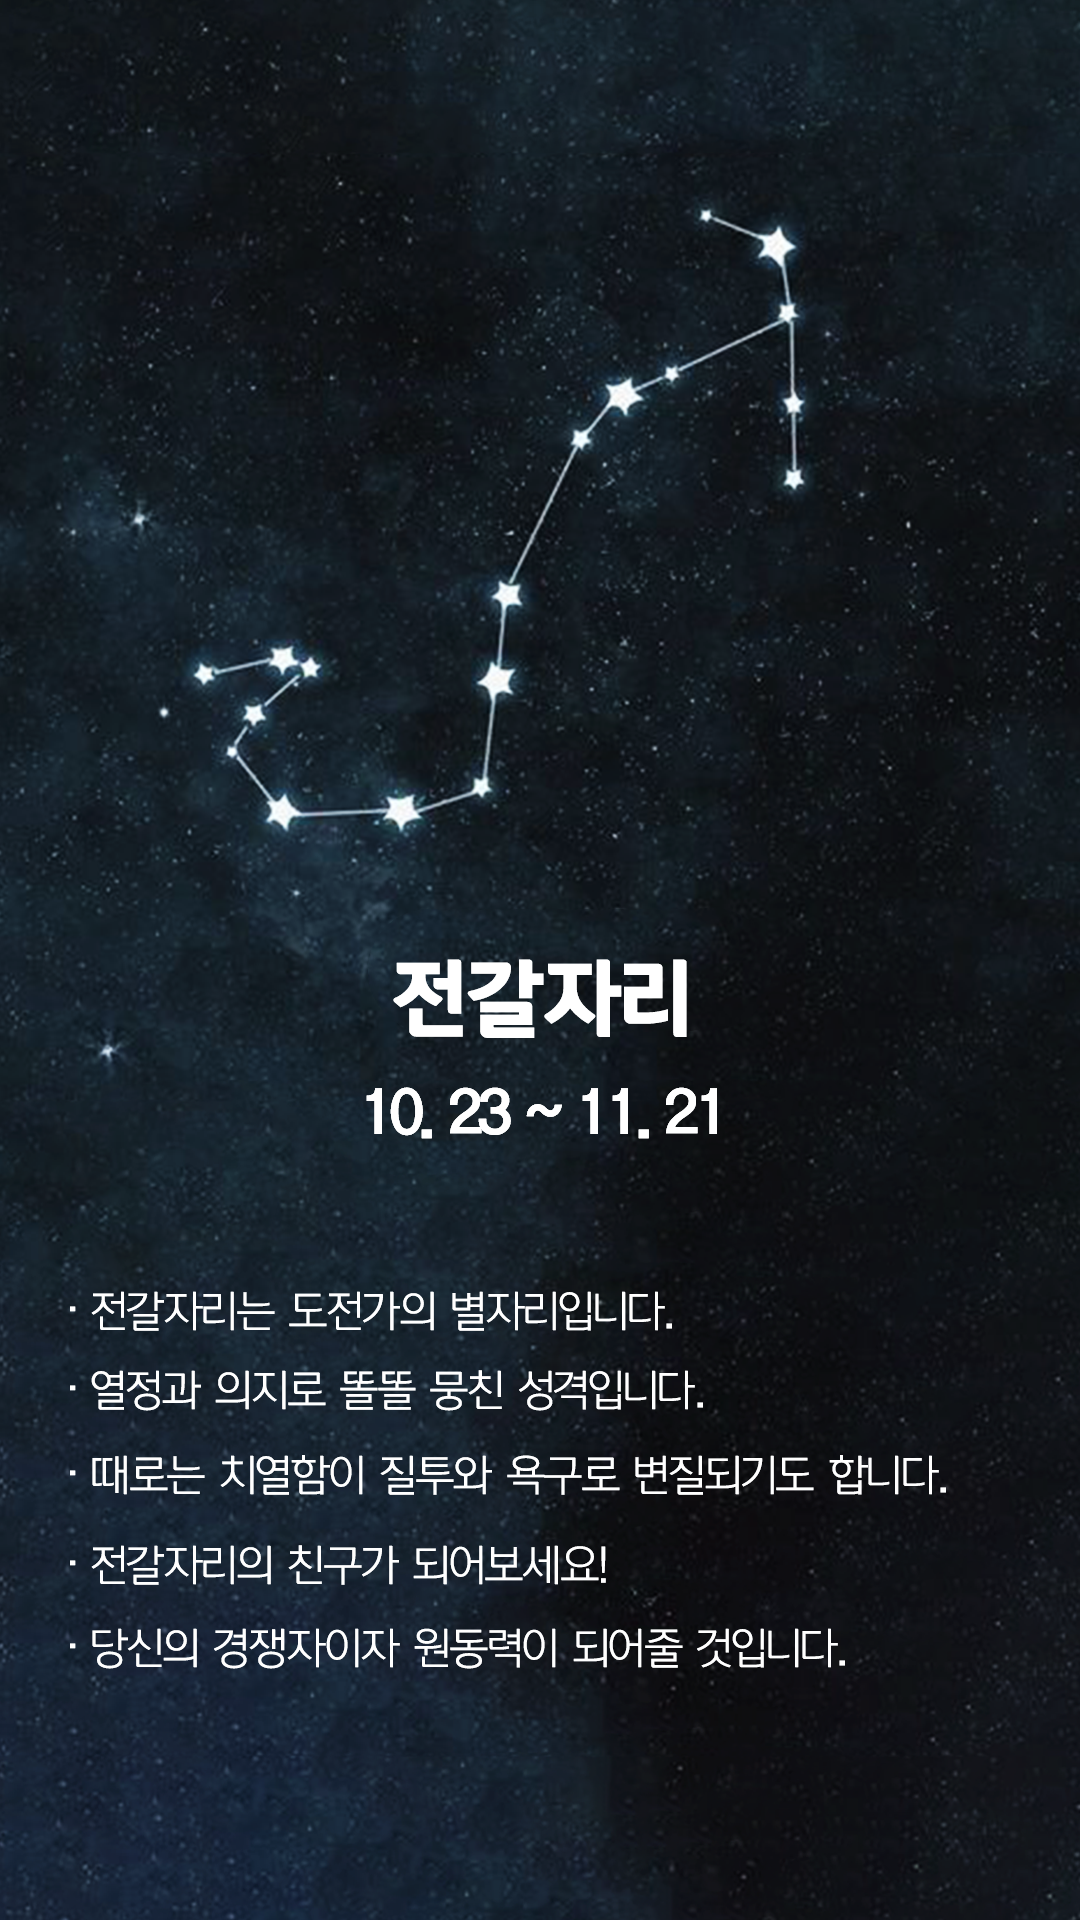 전갈자리
10. 23 ~ 11. 21
· 전갈자리는 도전가의 별자리입니다.
· 열정과 의지로 똘똘 뭉친 성격입니다.
· 때로는 치열함이 질투와 욕구로 변질되기도 합니다.
· 전갈자리의 친구가 되어보세요!
· 당신의 경쟁자이자 원동력이 되어줄 것입니다.